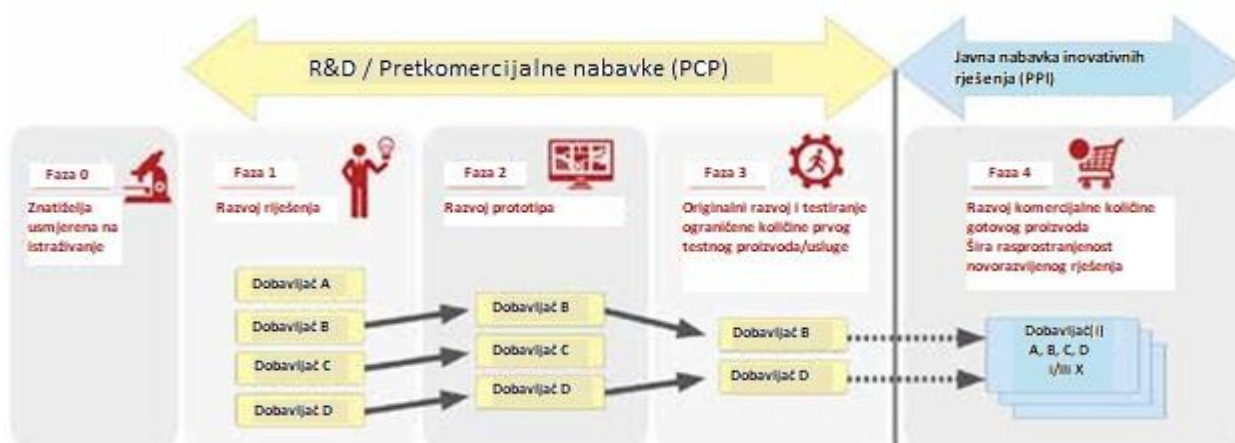 R&D / Pretkomercijalne nabavke (PCP)
Javna nabavka inovativnih
rješenja (PPI)
Faza 0
Znatiželja
usmjerena na
istraživanje
Faza 1
Razvoj riješenja
Faza 2
Razvoj prototipa
Faza 3
Originalni razvoj i testiranje
ograničene količine prvog
testnog proizvoda/usluge
Faza 4
Razvoj komercijalne količine
gotovog proizvoda
Šira rasprostranjenost
novorazvijenog rješenja
Dobavljač A
Dobavljač B
Dobavljač C
Dobavljač D
Dobavljač B
Dobavljač C
Dobavljač D
Dobavljač B
Dobavljač D
Dobavljač(i)
A, B, C, D
i/ili X